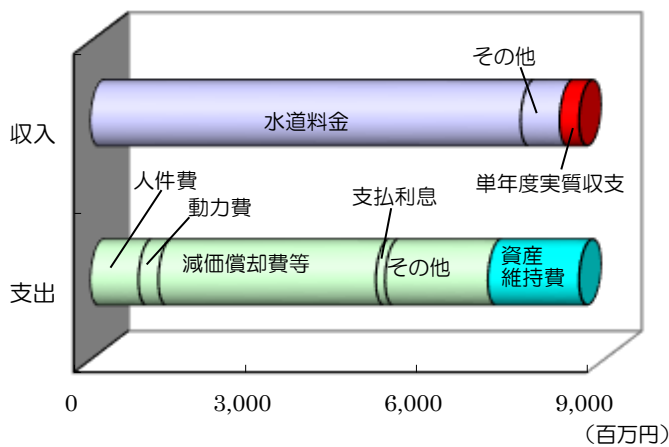 その他
水道料金
収入
単年度実質収支
人件費
動力費
支払利息
減価償却費等
その他
資産
維持費
支出
0 3,000 6,000 9,000
（百万円）